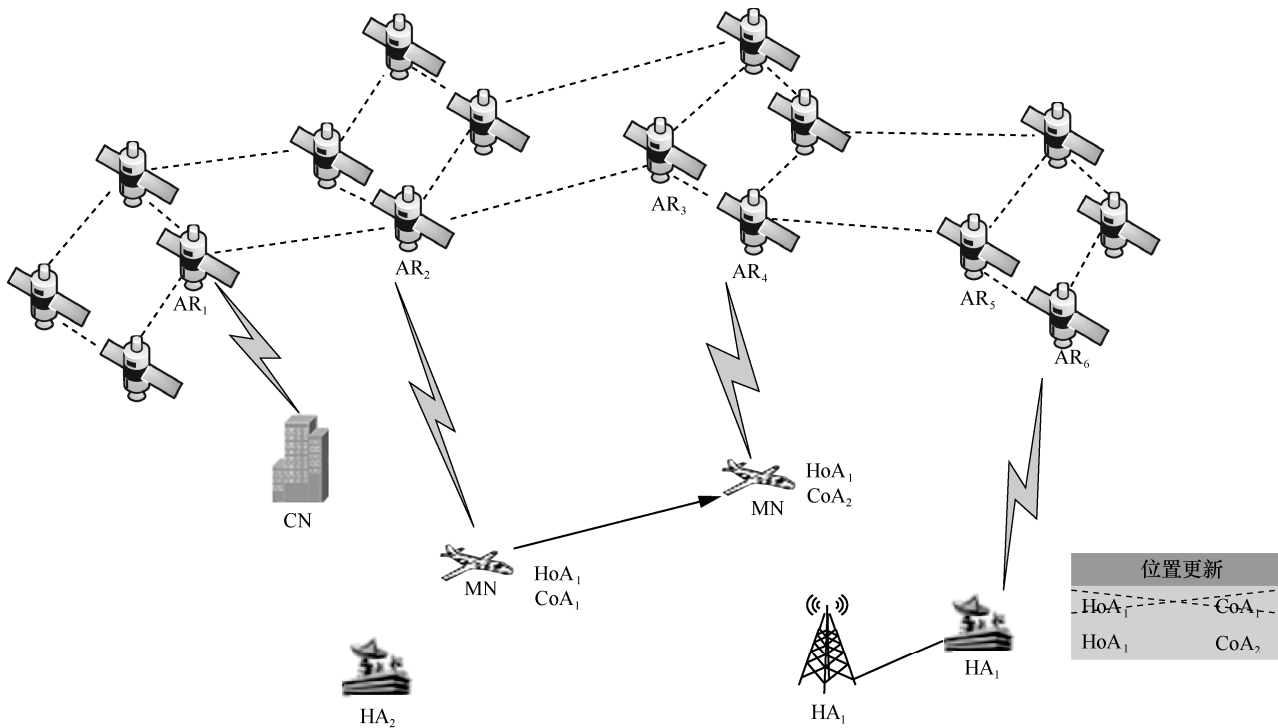 AR₁
AR₂
AR₃
AR₄
AR₅
AR₆
CN
MN
HoA₁
CoA₁
MN
HoA₁
CoA₂
HA₂
HA₁
HA₁
位置更新
HoA₁ CoA₁
HoA₁ CoA₂